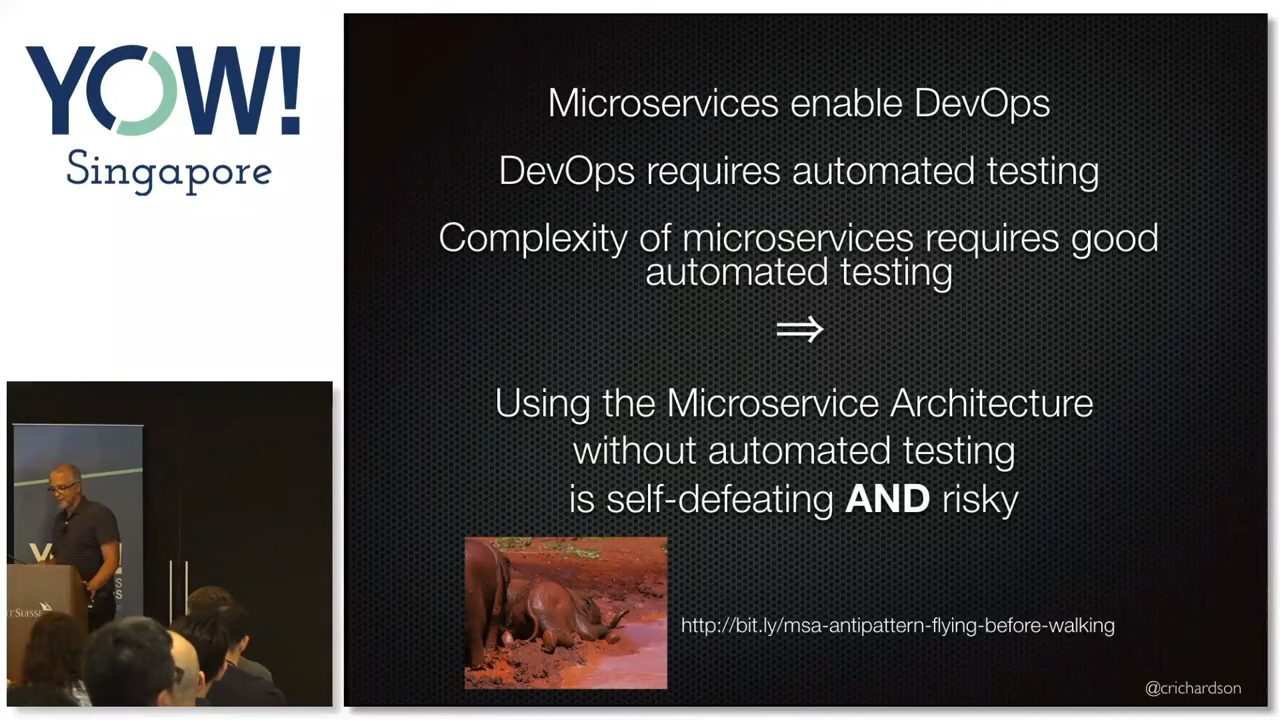 YOW!
Singapore
Microservices enable DevOps
DevOps requires automated testing
Complexity of microservices requires good
automated testing
⇒
Using the Microservice Architecture
without automated testing
is self-defeating AND risky
http://bit.ly/msa-antipattern-flying-before-walking
@crichardson